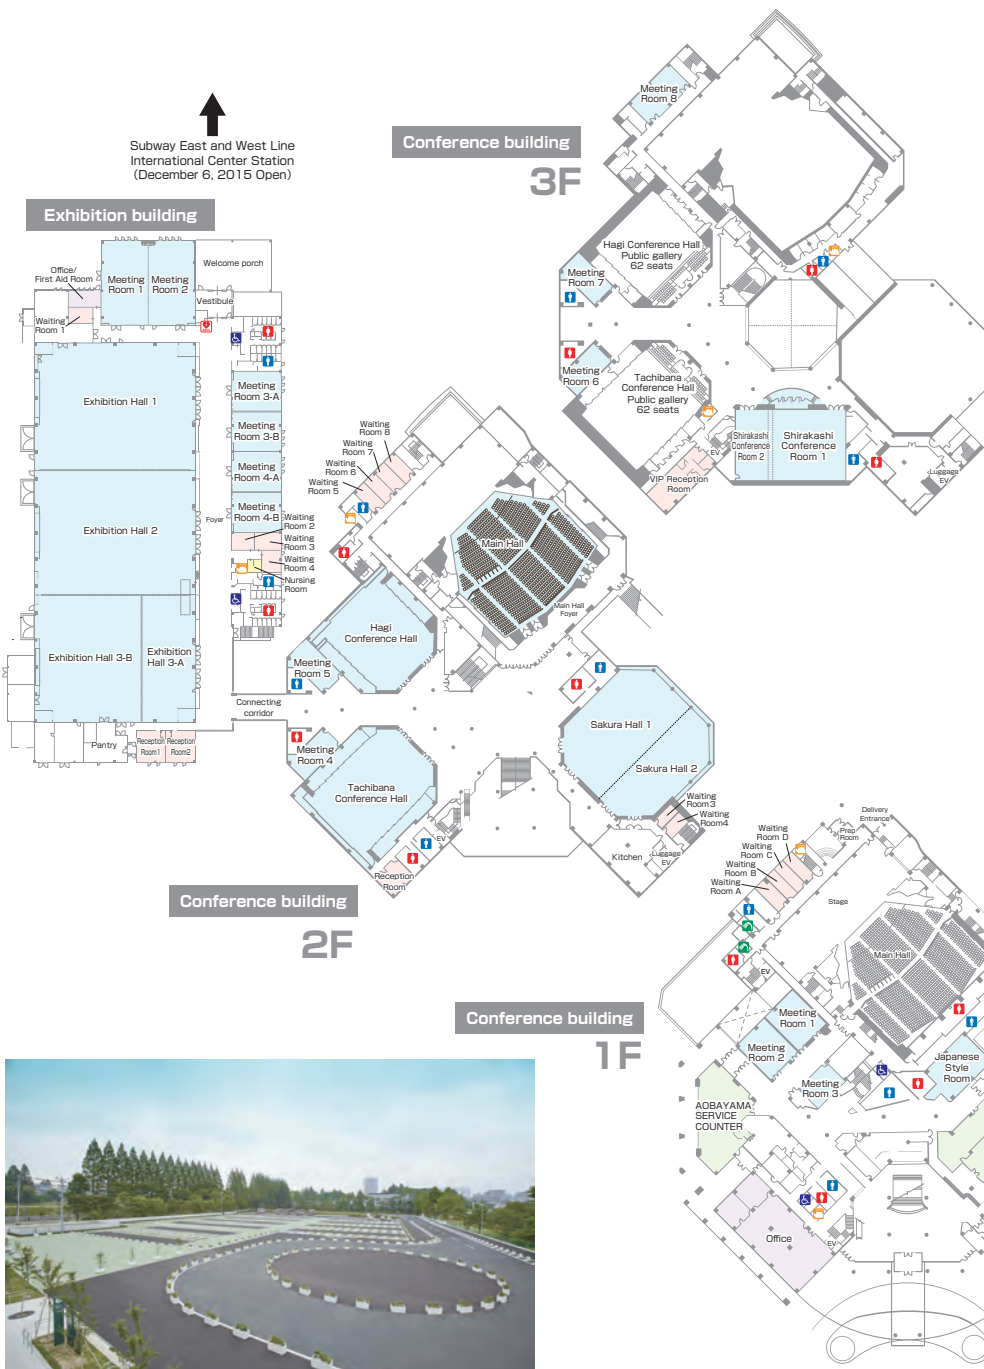 Subway East and West Line
International Center Station
(December 6, 2015 Open)
Exhibition building
Office/
First Aid Room
Meeting
Room 1
Meeting
Room 2
Welcome porch
Vestibule
Waiting
Room 1
Exhibition Hall 1
Meeting
Room 3-A
Meeting
Room 3-B
Meeting
Room 4-A
Meeting
Room 4-B
Exhibition Hall 2
Foyer
Waiting
Room 2
Waiting
Room 3
Waiting
Room 4
Nursing
Room
Exhibition Hall 3-B
Exhibition
Hall 3-A
Connecting
corridor
Pantry
Reception
Room1
Reception
Room2
Conference building
3F
Meeting
Room 8
Hagi Conference Hall
Public gallery
62 seats
Meeting
Room 7
Meeting
Room 6
Tachibana
Conference Hall
Public gallery
62 seats
EV
VIP Reception
Room
Shirakashi
Conference
Room 2
Shirakashi
Conference
Room 1
Luggage
EV
Waiting
Room 8
Waiting
Room 7
Waiting
Room 6
Waiting
Room 5
Main Hall
Main Hall
Foyer
Hagi
Conference Hall
Meeting
Room 5
Meeting
Room 4
Tachibana
Conference Hall
Sakura Hall 1
Sakura Hall 2
EV
Reception
Room
Waiting
Room3
Waiting
Room4
Kitchen
Luggage
EV
Conference building
2F
Delivery
Entrance
Prep
Room
Waiting
Room D
Waiting
Room C
Waiting
Room B
Waiting
Room A
Stage
Main Hall
EV
Conference building
1F
Meeting
Room 1
Meeting
Room 2
Meeting
Room 3
Japanese
Style
Room
AOBAYAMA
SERVICE
COUNTER
Office
EV